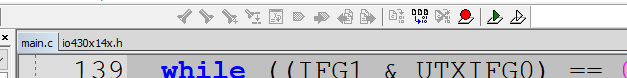 main.c io430x14x.h
139 while ((IFG1 & UTXIFG0) ==